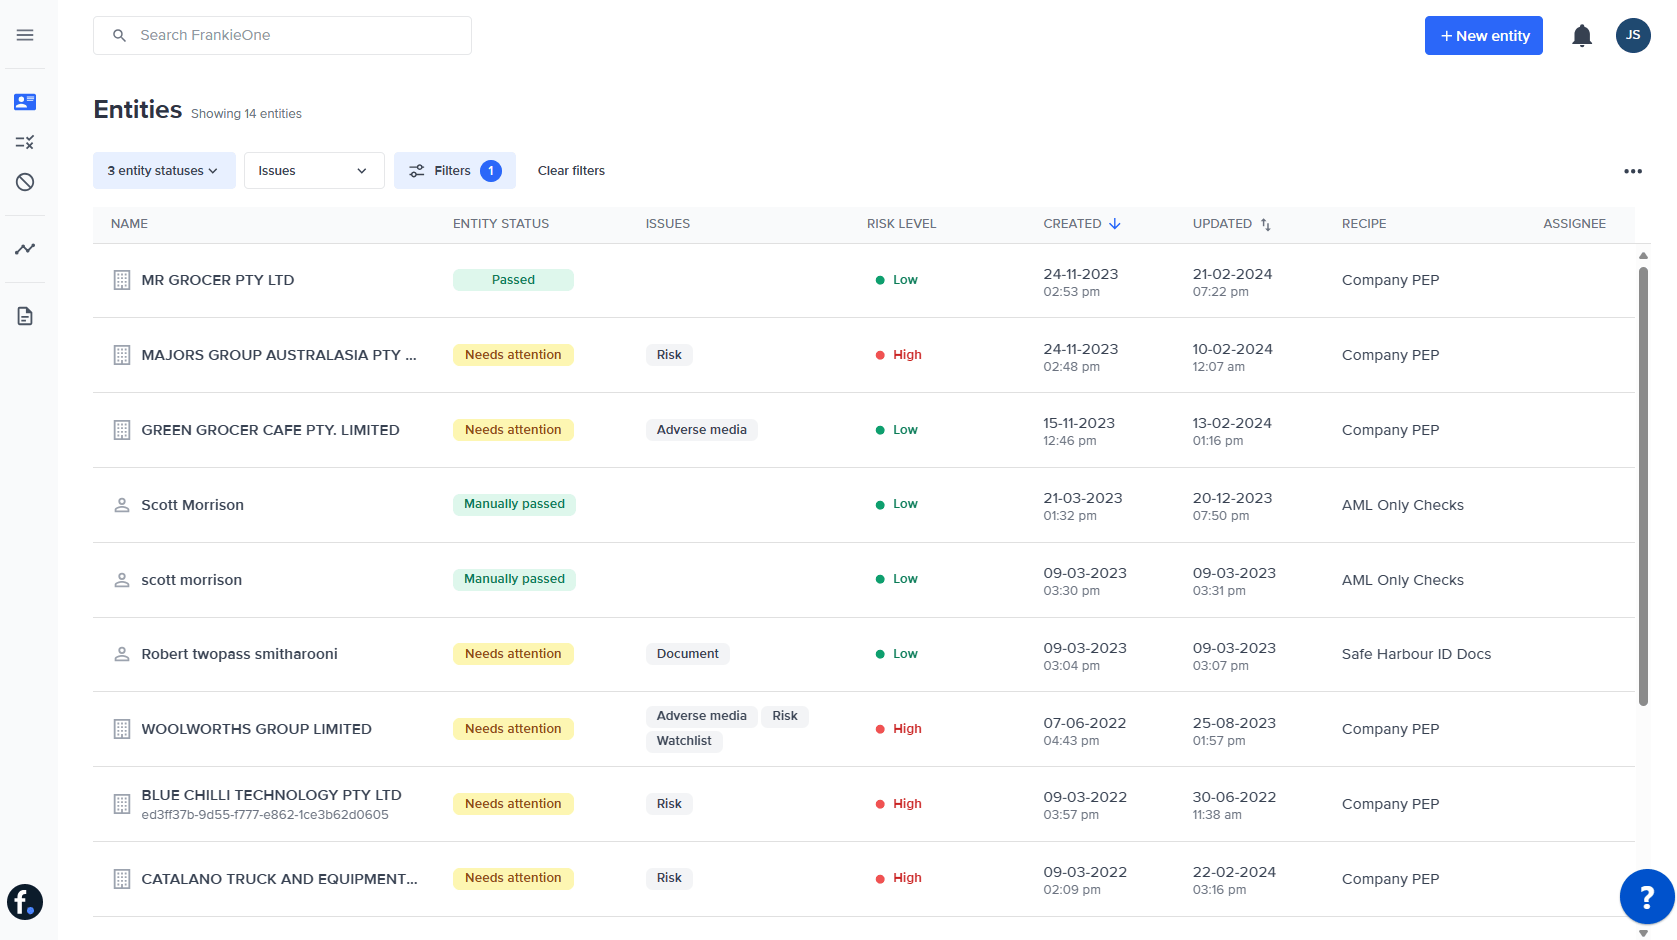 Search FrankieOne
+ New entity
JS
Entities Showing 14 entities
3 entity statuses
Issues
Filters 1
Clear filters
NAME ENTITY STATUS ISSUES RISK LEVEL CREATED UPDATED RECIPE ASSIGNEE
MR GROCER PTY LTD Passed Low 24-11-2023 21-02-2024 Company PEP
02:53 pm 07:22 pm
MAJORS GROUP AUSTRALASIA PTY ... Needs attention Risk High 24-11-2023 10-02-2024 Company PEP
02:48 pm 12:07 am
GREEN GROCER CAFE PTY. LIMITED Needs attention Adverse media Low 15-11-2023 13-02-2024 Company PEP
12:46 pm 01:16 pm
Scott Morrison Manually passed Low 21-03-2023 20-12-2023 AML Only Checks
01:32 pm 07:50 pm
scott morrison Manually passed Low 09-03-2023 09-03-2023 AML Only Checks
03:30 pm 03:31 pm
Robert twopass smitharooni Needs attention Document Low 09-03-2023 09-03-2023 Safe Harbour ID Docs
03:04 pm 03:07 pm
WOOLWORTHS GROUP LIMITED Needs attention Adverse media Risk High 07-06-2022 25-08-2023 Company PEP
Watchlist 04:43 pm 01:57 pm
BLUE CHILLI TECHNOLOGY PTY LTD Needs attention Risk High 09-03-2022 30-06-2022 Company PEP
ed3ff37b-9d55-f777-e862-1ce3b62d0605 03:57 pm 11:38 am
CATALANO TRUCK AND EQUIPMENT... Needs attention Risk High 09-03-2022 22-02-2024 Company PEP
02:09 pm 03:16 pm
f.
?